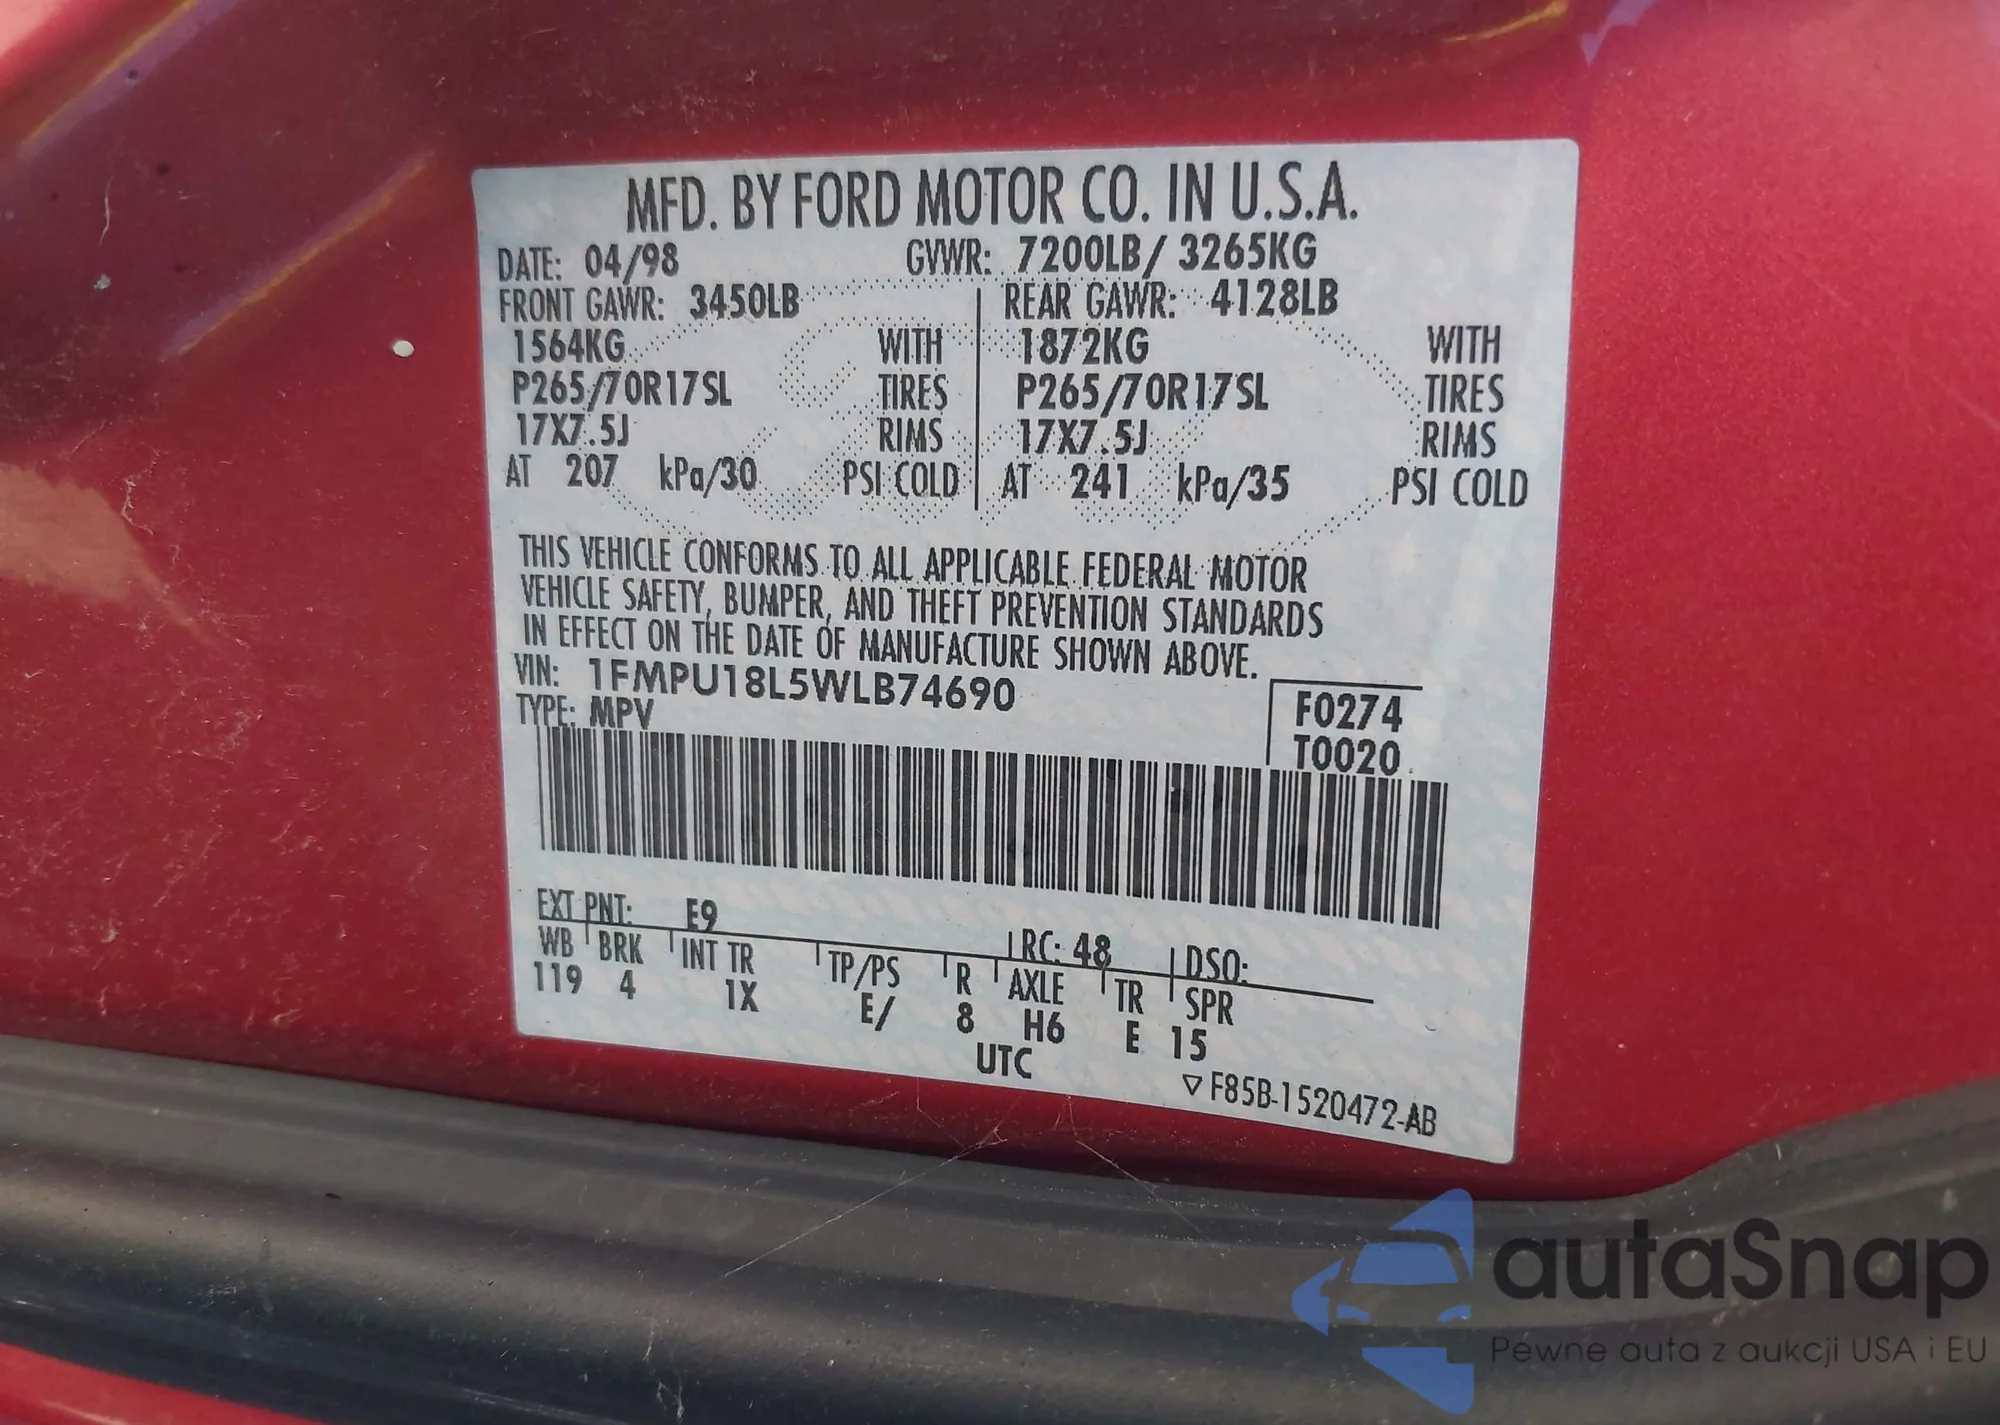 MFD. BY FORD MOTOR CO. IN U.S.A.
DATE: 04/98 GVWR: 7200LB/ 3265KG
FRONT GAWR: 3450LB REAR GAWR: 4128LB
1564KG WITH 1872KG WITH
P265/70R17SL TIRES P265/70R17SL TIRES
17X7.5J RIMS 17X7.5J RIMS
AT 207 kPa/30 PSI COLD AT 241 kPa/35 PSI COLD
THIS VEHICLE CONFORMS TO ALL APPLICABLE FEDERAL MOTOR
VEHICLE SAFETY, BUMPER, AND THEFT PREVENTION STANDARDS
IN EFFECT ON THE DATE OF MANUFACTURE SHOWN ABOVE.
VIN: 1FMPU18L5WLB74690 F0274
TYPE: MPV T0020
EXT PNT: E9 RC: 48 DSO:
WB BRK INT TR TP/PS R AXLE TR SPR
119 4 1X E/ 8 H6 E 15
UTC
▽F85B-1520472-AB
autaSnap
Pewne auta z aukcji USA i EU